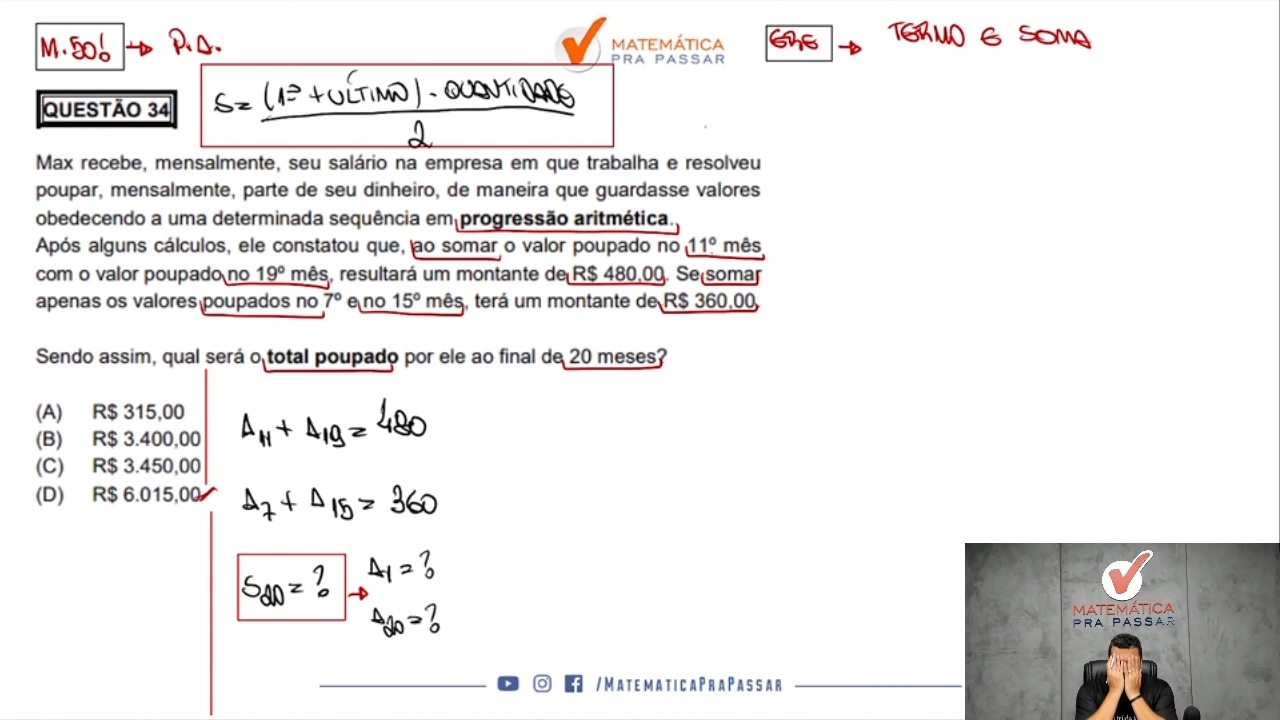 M.50! → P.A.
MATEMÁTICA
PRA PASSAR
ERE → TERMO E SOMA
QUESTÃO 34
S = (1º + ÚLTIMO) . QUANTIDADE
2
Max recebe, mensalmente, seu salário na empresa em que trabalha e resolveu
poupar, mensalmente, parte de seu dinheiro, de maneira que guardasse valores
obedecendo a uma determinada sequência em progressão aritmética.
Após alguns cálculos, ele constatou que, ao somar o valor poupado no 11º mês
com o valor poupado no 19º mês, resultará um montante de R$ 480,00. Se somar
apenas os valores poupados no 7º e no 15º mês, terá um montante de R$ 360,00.
Sendo assim, qual será o total poupado por ele ao final de 20 meses?
(A) R$ 315,00
(B) R$ 3.400,00
(C) R$ 3.450,00
(D) R$ 6.015,00
A11 + A19 = 480
A7 + A15 = 360
S20 = ? → A1 = ?
A20 = ?
/MATEMATICAPRAPASSAR
MATEMÁTICA
PRA PASSAR